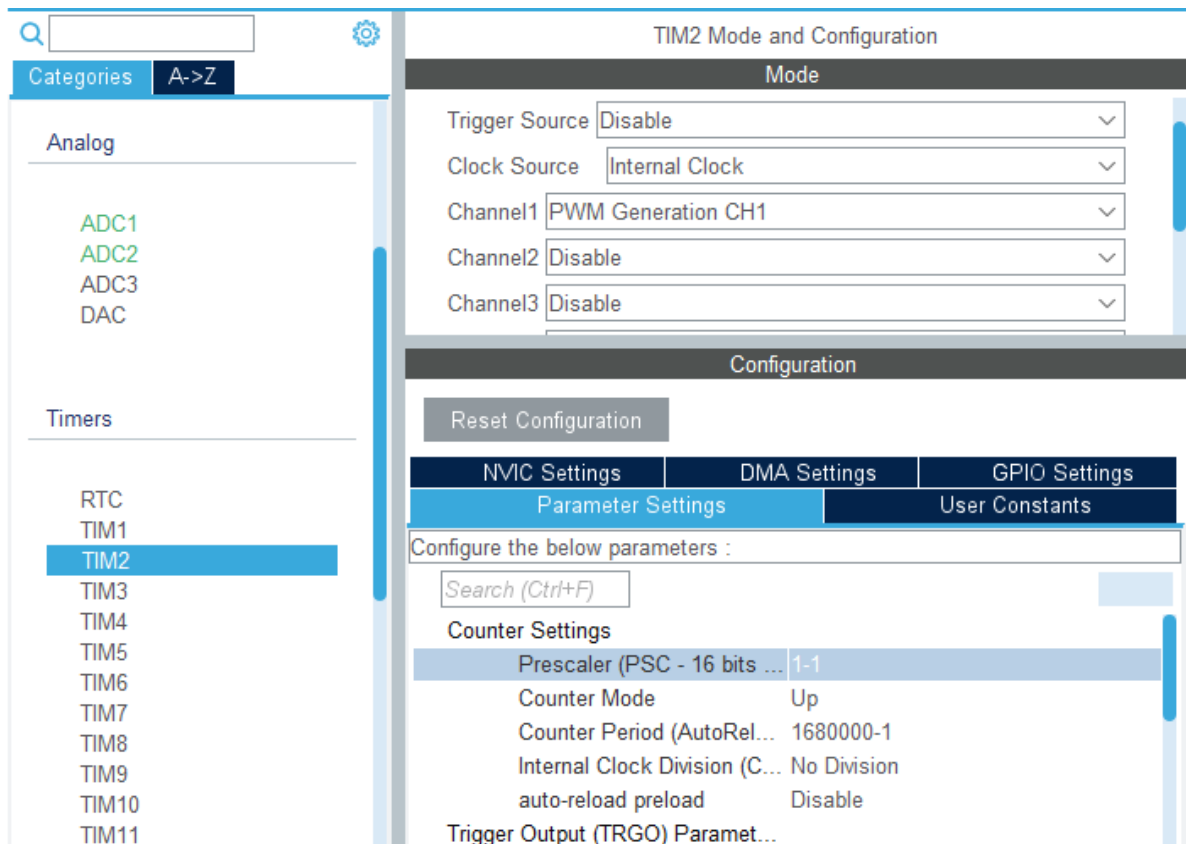 Categories A->Z
Analog
ADC1
ADC2
ADC3
DAC
Timers
RTC
TIM1
TIM2
TIM3
TIM4
TIM5
TIM6
TIM7
TIM8
TIM9
TIM10
TIM11
TIM2 Mode and Configuration
Mode
Trigger Source Disable
Clock Source Internal Clock
Channel1 PWM Generation CH1
Channel2 Disable
Channel3 Disable
Configuration
Reset Configuration
NVIC Settings DMA Settings GPIO Settings
Parameter Settings User Constants
Configure the below parameters :
Search (Ctrl+F)
Counter Settings
Prescaler (PSC - 16 bits ... 1-1
Counter Mode Up
Counter Period (AutoRel... 1680000-1
Internal Clock Division (C... No Division
auto-reload preload Disable
Trigger Output (TRGO) Paramet...